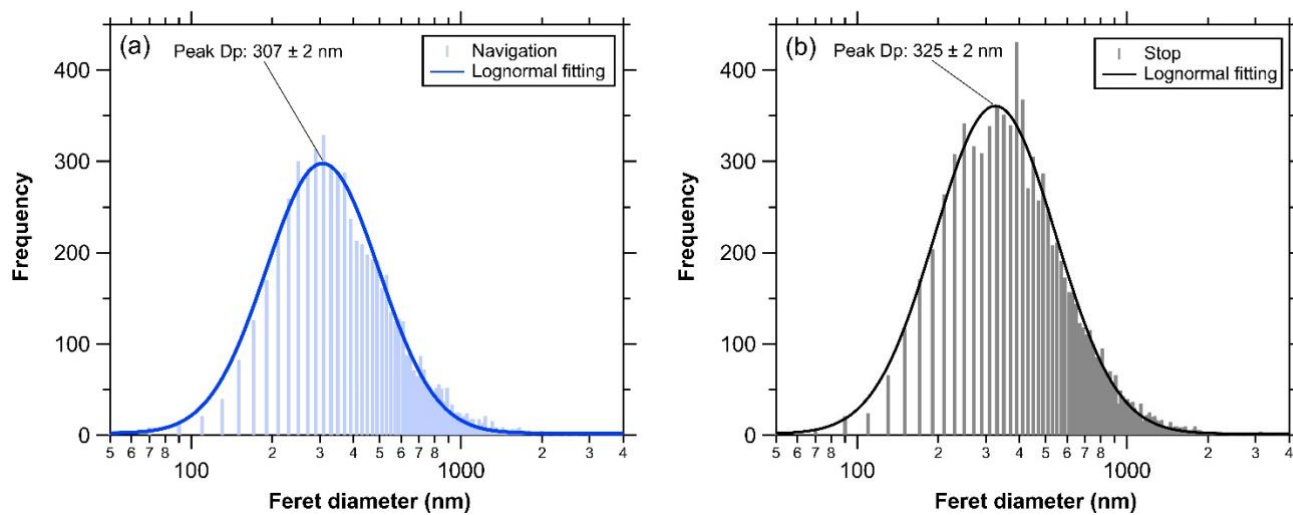 (a)
Peak Dp: 307 ± 2 nm
Navigation
Lognormal fitting
400
300
200
100
0
Frequency
5 6 7 8 100 2 3 4 5 6 7 8 1000 2 3 4
Feret diameter (nm)
(b)
Peak Dp: 325 ± 2 nm
Stop
Lognormal fitting
400
300
200
100
0
Frequency
5 6 7 8 100 2 3 4 5 6 7 8 1000 2 3 4
Feret diameter (nm)